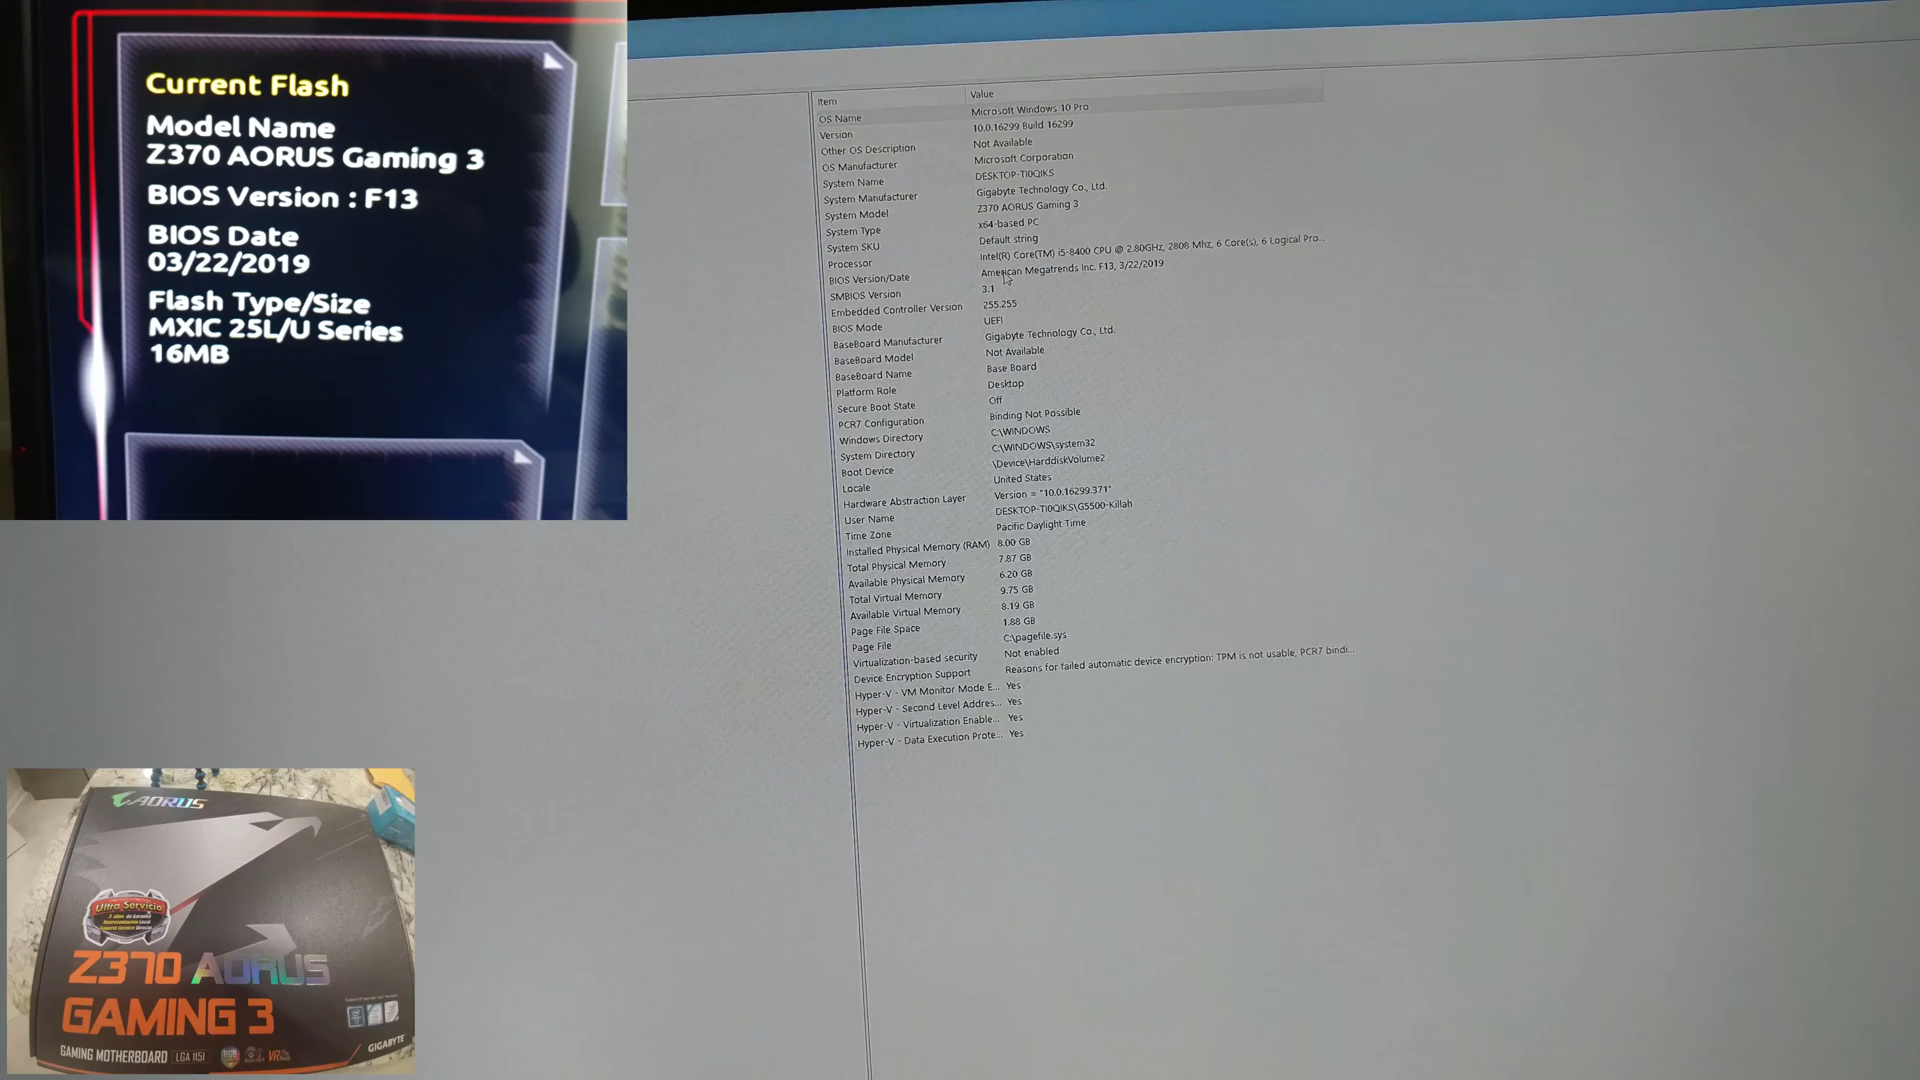 Current Flash
Model Name
Z370 AORUS Gaming 3
BIOS Version : F13
BIOS Date
03/22/2019
Flash Type/Size
MXIC 25L/U Series
16MB
Item Value
OS Name Microsoft Windows 10 Pro
Version 10.0.16299 Build 16299
Other OS Description Not Available
OS Manufacturer Microsoft Corporation
System Name DESKTOP-TI0QIKS
System Manufacturer Gigabyte Technology Co., Ltd.
System Model Z370 AORUS Gaming 3
System Type x64-based PC
System SKU Default string
Processor Intel(R) Core(TM) i5-8400 CPU @ 2.80GHz, 2808 Mhz, 6 Core(s), 6 Logical Pro...
BIOS Version/Date American Megatrends Inc. F13, 3/22/2019
SMBIOS Version 3.1
Embedded Controller Version 255.255
BIOS Mode UEFI
BaseBoard Manufacturer Gigabyte Technology Co., Ltd.
BaseBoard Model Not Available
BaseBoard Name Base Board
Platform Role Desktop
Secure Boot State Off
PCR7 Configuration Binding Not Possible
Windows Directory C:\WINDOWS
System Directory C:\WINDOWS\system32
Boot Device \Device\HarddiskVolume2
Locale United States
Hardware Abstraction Layer Version = "10.0.16299.371"
User Name DESKTOP-TI0QIKS\G5500-Killah
Time Zone Pacific Daylight Time
Installed Physical Memory (RAM) 8.00 GB
Total Physical Memory 7.87 GB
Available Physical Memory 6.20 GB
Total Virtual Memory 9.75 GB
Available Virtual Memory 8.19 GB
Page File Space 1.88 GB
Page File C:\pagefile.sys
Virtualization-based security Not enabled
Device Encryption Support Reasons for failed automatic device encryption: TPM is not usable, PCR7 bindi...
Hyper-V - VM Monitor Mode E... Yes
Hyper-V - Second Level Addres... Yes
Hyper-V - Virtualization Enable... Yes
Hyper-V - Data Execution Prote... Yes
AORUS
Ultra Servicio
Z370 AORUS
GAMING 3
GAMING MOTHERBOARD LGA 1151
GIGABYTE